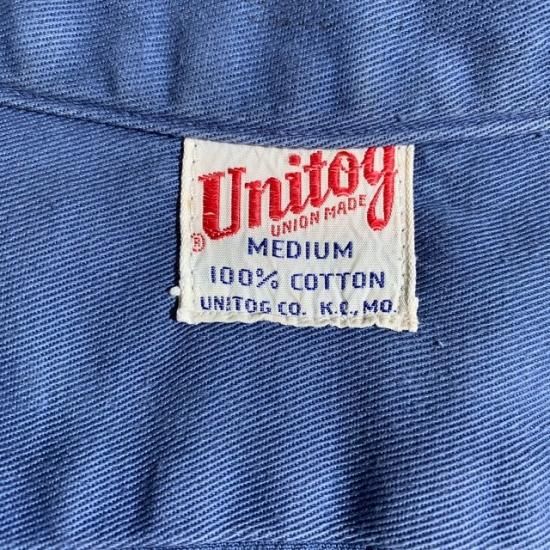 Unitog
UNION MADE
®
MEDIUM
100% COTTON
UNITOG CO. K.C., MO.